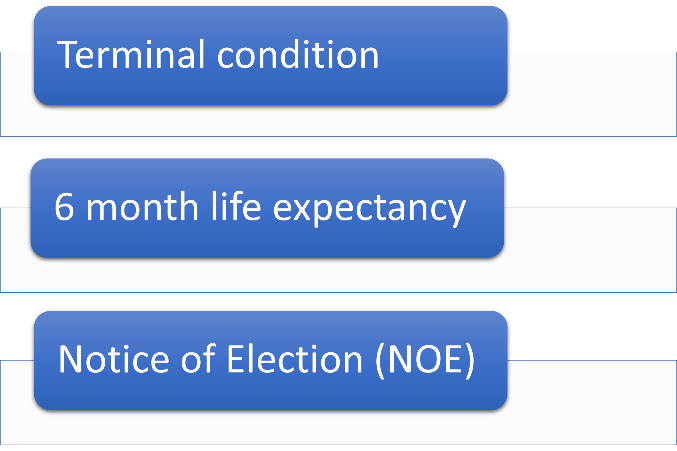 Terminal condition
6 month life expectancy
Notice of Election (NOE)